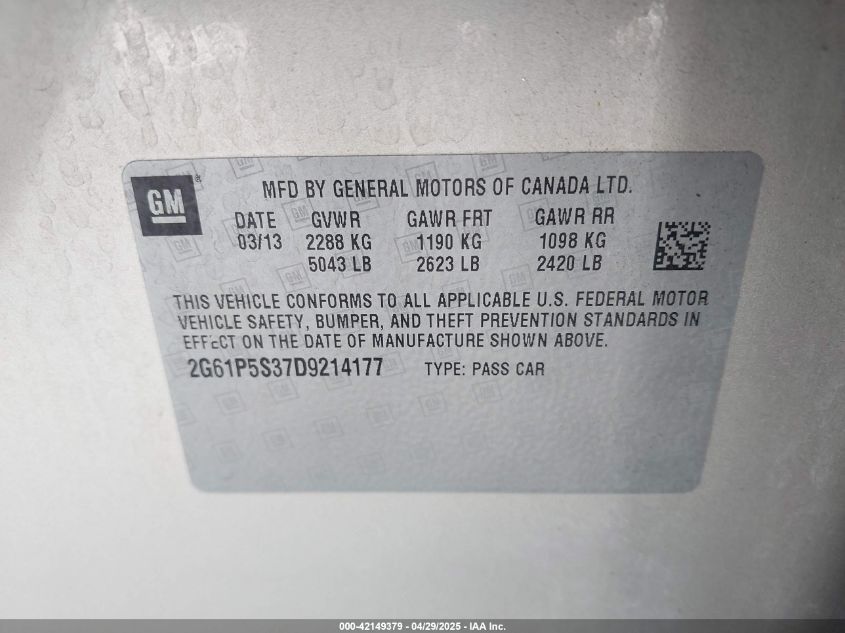 GM
MFD BY GENERAL MOTORS OF CANADA LTD.
DATE GVWR GAWR FRT GAWR RR
03/13 2288 KG 1190 KG 1098 KG
5043 LB 2623 LB 2420 LB
THIS VEHICLE CONFORMS TO ALL APPLICABLE U.S. FEDERAL MOTOR
VEHICLE SAFETY, BUMPER, AND THEFT PREVENTION STANDARDS IN
EFFECT ON THE DATE OF MANUFACTURE SHOWN ABOVE.
2G61P5S37D9214177 TYPE: PASS CAR
000-42149379 - 04/29/2025 - IAA Inc.